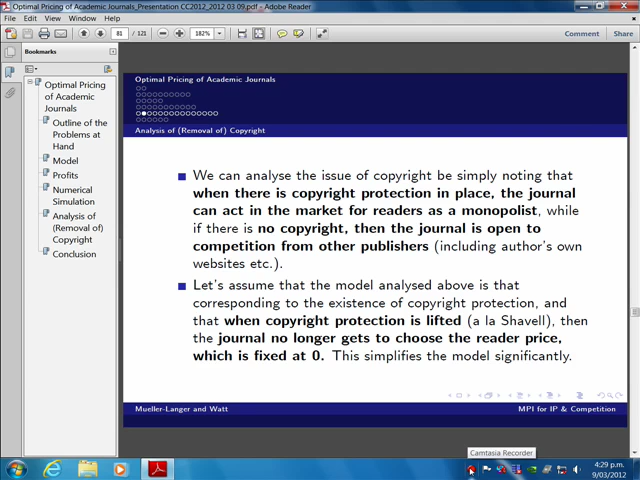 Optimal Pricing of Academic Journals_Presentation CC2012_2012 03 09.pdf - Adobe Reader
File Edit View Window Help
81 / 121 182% Comment Share
Bookmarks
Optimal Pricing
of Academic
Journals
Outline of the
Problems at
Hand
Model
Profits
Numerical
Simulation
Analysis of
(Removal of)
Copyright
Conclusion
Optimal Pricing of Academic Journals
Analysis of (Removal of) Copyright
We can analyse the issue of copyright be simply noting that
when there is copyright protection in place, the journal
can act in the market for readers as a monopolist, while
if there is no copyright, then the journal is open to
competition from other publishers (including author's own
websites etc.).
Let's assume that the model analysed above is that
corresponding to the existence of copyright protection, and
that when copyright protection is lifted (a la Shavell), then
the journal no longer gets to choose the reader price,
which is fixed at 0. This simplifies the model significantly.
Mueller-Langer and Watt MPI for IP & Competition
Camtasia Recorder
4:29 p.m.
9/03/2012